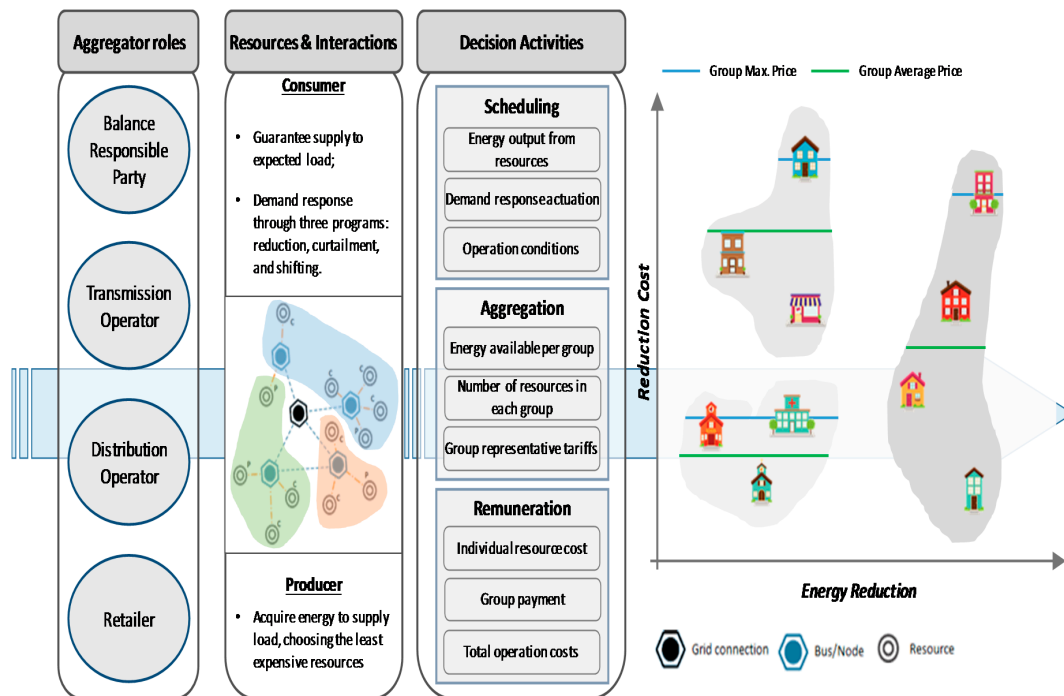 Aggregator roles
Balance
Responsible
Party
Transmission
Operator
Distribution
Operator
Retailer
Resources & Interactions
Consumer
• Guarantee supply to
expected load;
• Demand response
through three programs:
reduction, curtailment,
and shifting.
C
C
P
C
C
C
P
C
P
C
C
C
C
Producer
• Acquire energy to supply
load, choosing the least
expensive resources
Decision Activities
Scheduling
Energy output from
resources
Demand response actuation
Operation conditions
Aggregation
Energy available per group
Number of resources in
each group
Group representative tariffs
Remuneration
Individual resource cost
Group payment
Total operation costs
Group Max. Price
Group Average Price
Reduction Cost
Energy Reduction
Grid connection
Bus/Node
Resource